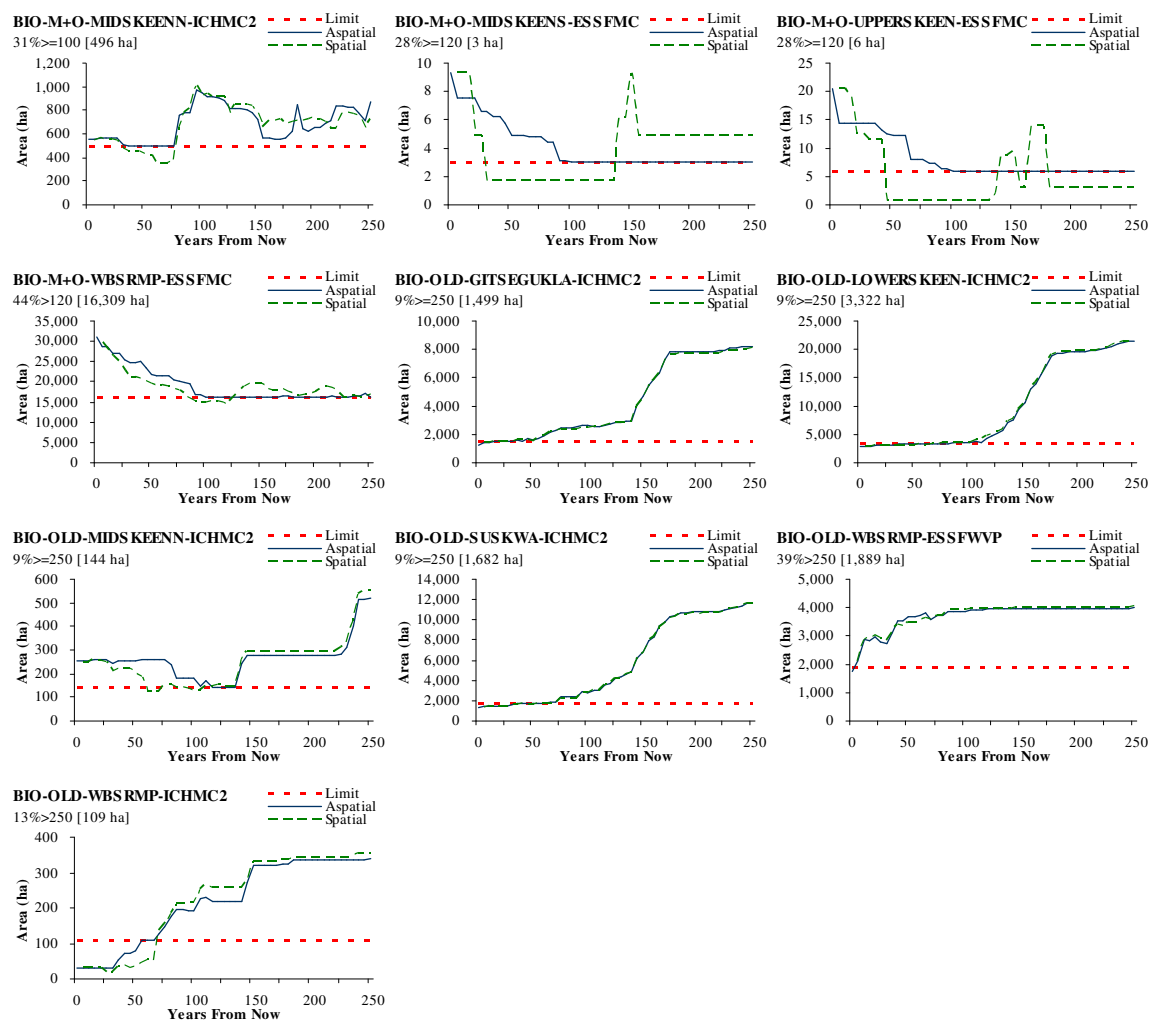 BIO-M+O-MIDSKEENN-ICHMC2
31%>=100 [496 ha]
Limit
Aspatial
Spatial
Area (ha)
1,200
1,000
800
600
400
200
0
0 50 100 150 200 250
Years From Now
BIO-M+O-MIDSKEENS-ESSFMC
28%>=120 [3 ha]
Limit
Aspatial
Spatial
Area (ha)
10
8
6
4
2
0
0 50 100 150 200 250
Years From Now
BIO-M+O-UPPERSKEEN-ESSFMC
28%>=120 [6 ha]
Limit
Aspatial
Spatial
Area (ha)
25
20
15
10
5
0
0 50 100 150 200 250
Years From Now
BIO-M+O-WBSRMP-ESSFMC
44%>120 [16,309 ha]
Limit
Aspatial
Spatial
Area (ha)
35,000
30,000
25,000
20,000
15,000
10,000
5,000
0
0 50 100 150 200 250
Years From Now
BIO-OLD-GITSEGUKLA-ICHMC2
9%>=250 [1,499 ha]
Limit
Aspatial
Spatial
Area (ha)
10,000
8,000
6,000
4,000
2,000
0
0 50 100 150 200 250
Years From Now
BIO-OLD-LOWERSKEEN-ICHMC2
9%>=250 [3,322 ha]
Limit
Aspatial
Spatial
Area (ha)
25,000
20,000
15,000
10,000
5,000
0
0 50 100 150 200 250
Years From Now
BIO-OLD-MIDSKEENN-ICHMC2
9%>=250 [144 ha]
Limit
Aspatial
Spatial
Area (ha)
600
500
400
300
200
100
0
0 50 100 150 200 250
Years From Now
BIO-OLD-SUSKWA-ICHMC2
9%>=250 [1,682 ha]
Limit
Aspatial
Spatial
Area (ha)
14,000
12,000
10,000
8,000
6,000
4,000
2,000
0
0 50 100 150 200 250
Years From Now
BIO-OLD-WBSRMP-ESSFWVP
39%>250 [1,889 ha]
Limit
Aspatial
Spatial
Area (ha)
5,000
4,000
3,000
2,000
1,000
0
0 50 100 150 200 250
Years From Now
BIO-OLD-WBSRMP-ICHMC2
13%>250 [109 ha]
Limit
Aspatial
Spatial
Area (ha)
400
300
200
100
0
0 50 100 150 200 250
Years From Now